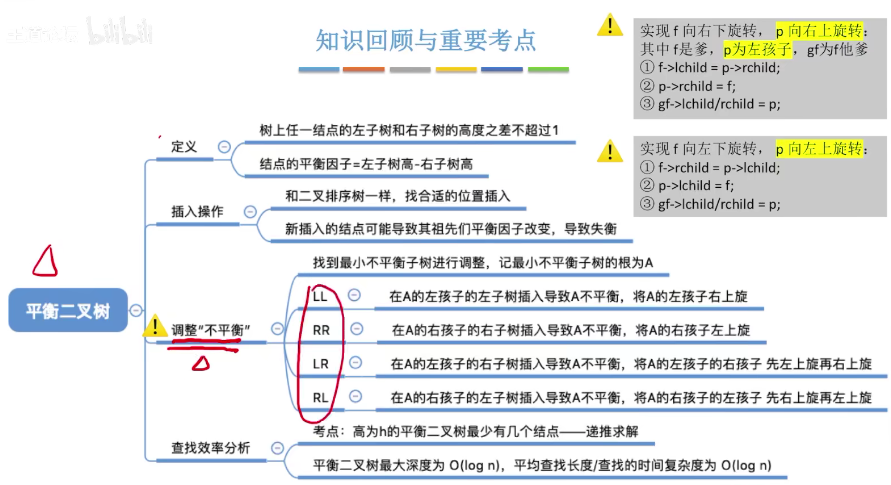 知识回顾与重要考点
实现 f 向右下旋转， p 向右上旋转：
其中 f是爹，p为左孩子，gf为f他爹
① f->lchild = p->rchild;
② p->rchild = f;
③ gf->lchild/rchild = p;
实现 f 向左下旋转， p 向左上旋转：
① f->rchild = p->lchild;
② p->lchild = f;
③ gf->lchild/rchild = p;
平衡二叉树
定义
树上任一结点的左子树和右子树的高度之差不超过1
结点的平衡因子=左子树高-右子树高
插入操作
和二叉排序树一样，找合适的位置插入
新插入的结点可能导致其祖先们平衡因子改变，导致失衡
调整“不平衡”
找到最小不平衡子树进行调整，记最小不平衡子树的根为A
LL
在A的左孩子的左子树插入导致A不平衡，将A的左孩子右上旋
RR
在A的右孩子的右子树插入导致A不平衡，将A的右孩子左上旋
LR
在A的左孩子的右子树插入导致A不平衡，将A的左孩子的右孩子 先左上旋再右上旋
RL
在A的右孩子的左子树插入导致A不平衡，将A的右孩子的左孩子 先右上旋再左上旋
查找效率分析
考点：高为h的平衡二叉树最少有几个结点——递推求解
平衡二叉树最大深度为 O(log n)，平均查找长度/查找的时间复杂度为 O(log n)